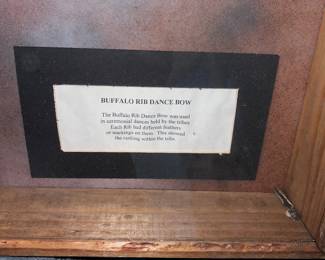 BUFFALO RIB DANCE BOW
The Buffalo Rib Dance Bow was used
in ceremonial dances held by the tribes
Each Rib had different feathers
or markings on them. This showed
the ranking within the tribe.